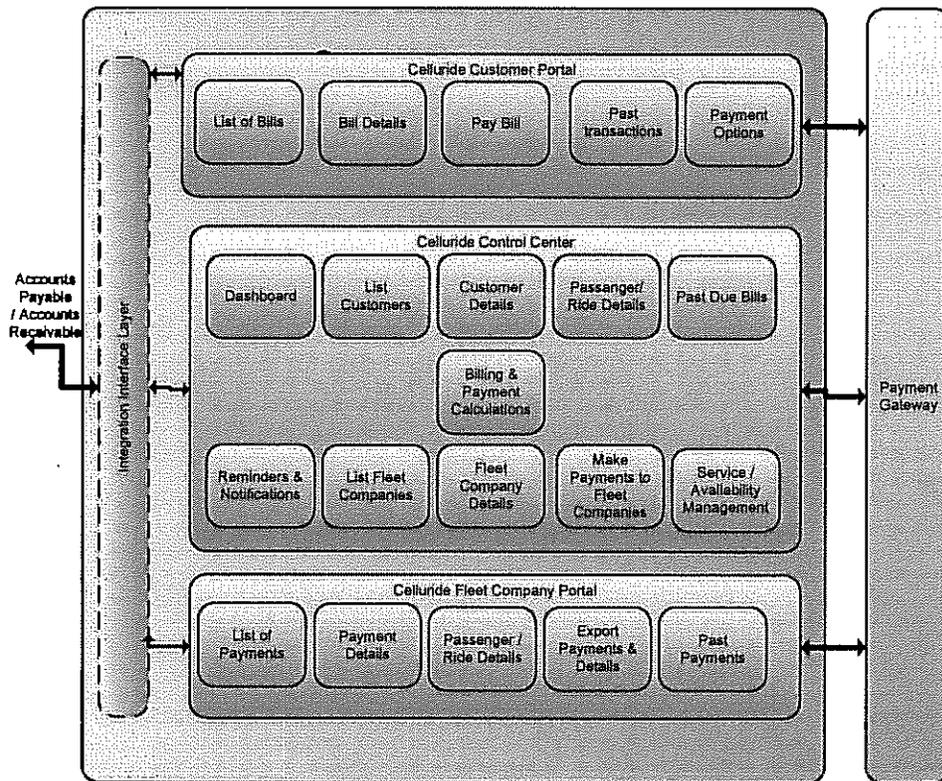 Celluride Customer Portal
List of Bills
Bill Details
Pay Bill
Past
transactions
Payment
Options
Celluride Control Center
Dashboard
List
Customers
Customer
Details
Passanger/
Ride Details
Past Due Bills
Accounts
Payable
/ Accounts
Receivable
Integration Interface Layer
Billing &
Payment
Calculations
Payment
Gateway
Reminders &
Notifications
List Fleet
Companies
Fleet
Company
Details
Make
Payments to
Fleet
Companies
Service /
Availability
Management
Celluride Fleet Company Portal
List of
Payments
Payment
Details
Passenger /
Ride Details
Export
Payments &
Details
Past
Payments